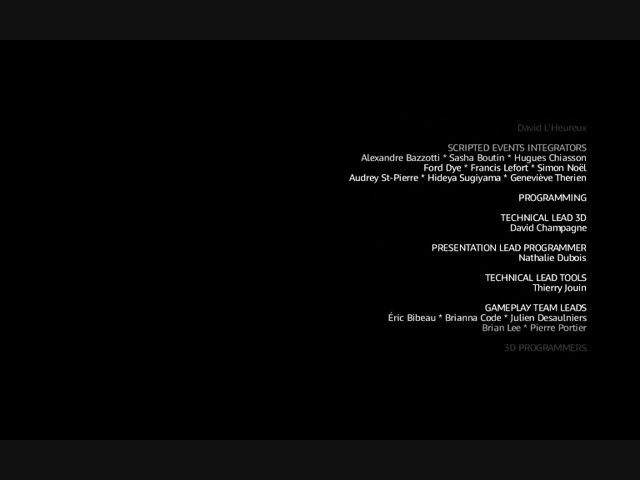 David L'Heureux
SCRIPTED EVENTS INTEGRATORS
Alexandre Bazzotti * Sasha Boutin * Hugues Chiasson
Ford Dye * Francis Lefort * Simon Noël
Audrey St-Pierre * Hideya Sugiyama * Geneviève Therien
PROGRAMMING
TECHNICAL LEAD 3D
David Champagne
PRESENTATION LEAD PROGRAMMER
Nathalie Dubois
TECHNICAL LEAD TOOLS
Thierry Jouin
GAMEPLAY TEAM LEADS
Éric Bibeau * Brianna Code * Julien Desaulniers
Brian Lee * Pierre Portier
3D PROGRAMMERS